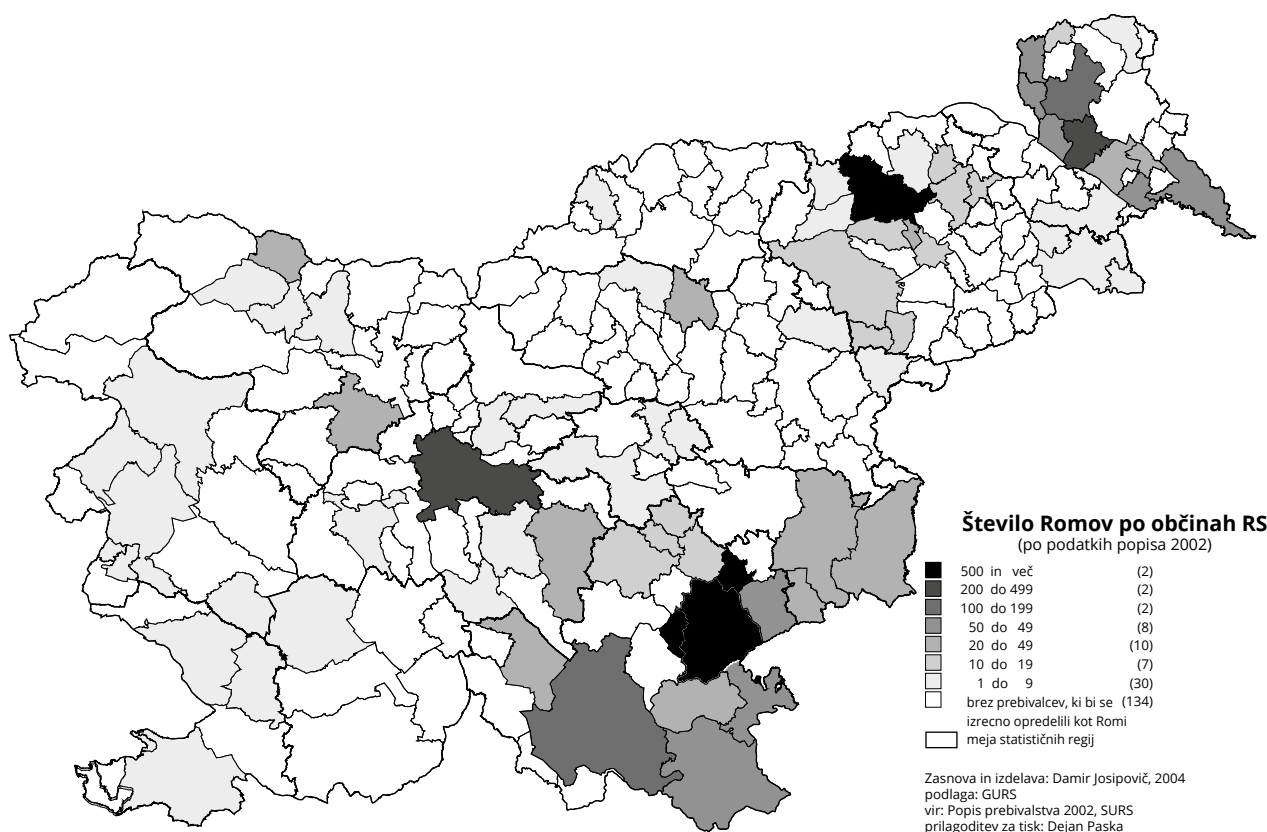 Število Romov po občinah RS
(po podatkih popisa 2002)
500 in več (2)
200 do 499 (2)
100 do 199 (2)
50 do 49 (8)
20 do 49 (10)
10 do 19 (7)
1 do 9 (30)
brez prebivalcev, ki bi se (134)
izrecno opredelili kot Romi
meja statističnih regij
Zasnova in izdelava: Damir Josipovič, 2004
podlaga: GURS
vir: Popis prebivalstva 2002, SURS
prilagoditev za tisk: Dejan Paska